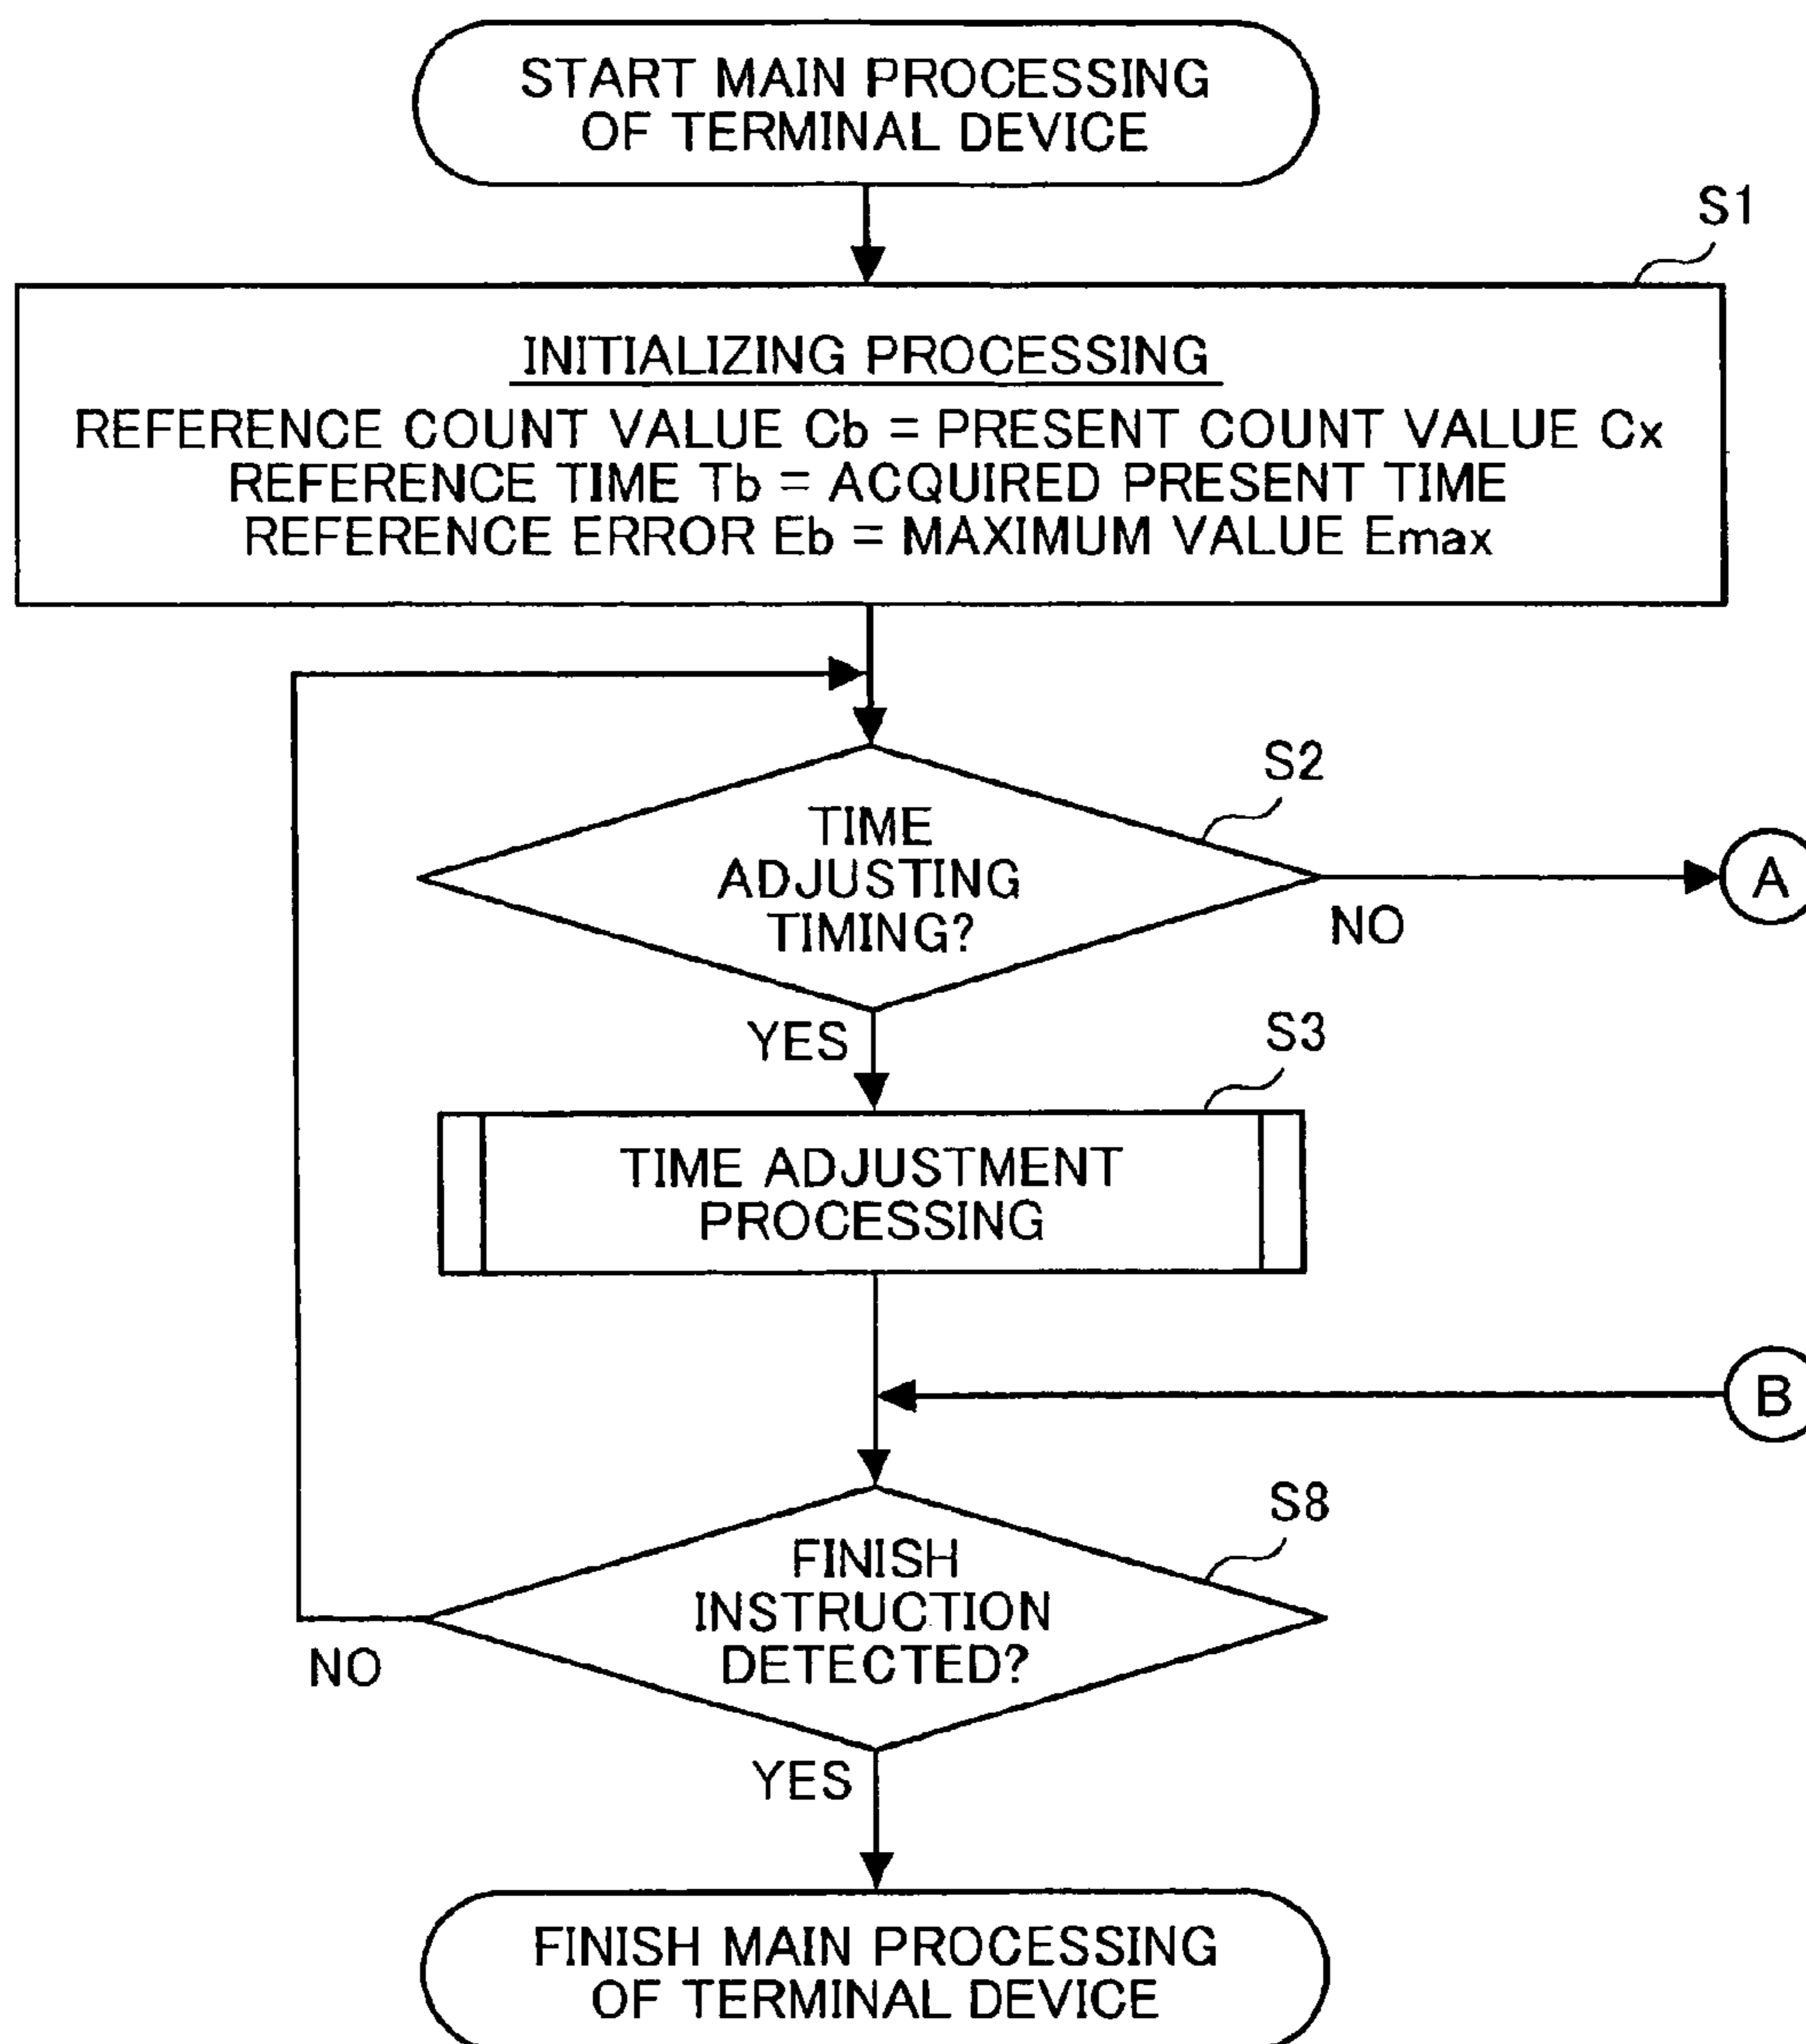 START MAIN PROCESSING
OF TERMINAL DEVICE
S1
INITIALIZING PROCESSING
REFERENCE COUNT VALUE Cb = PRESENT COUNT VALUE Cx
REFERENCE TIME Tb = ACQUIRED PRESENT TIME
REFERENCE ERROR Eb = MAXIMUM VALUE Emax
S2
TIME
ADJUSTING
TIMING?
A
NO
YES
S3
TIME ADJUSTMENT
PROCESSING
B
S8
FINISH
INSTRUCTION
DETECTED?
NO
YES
FINISH MAIN PROCESSING
OF TERMINAL DEVICE